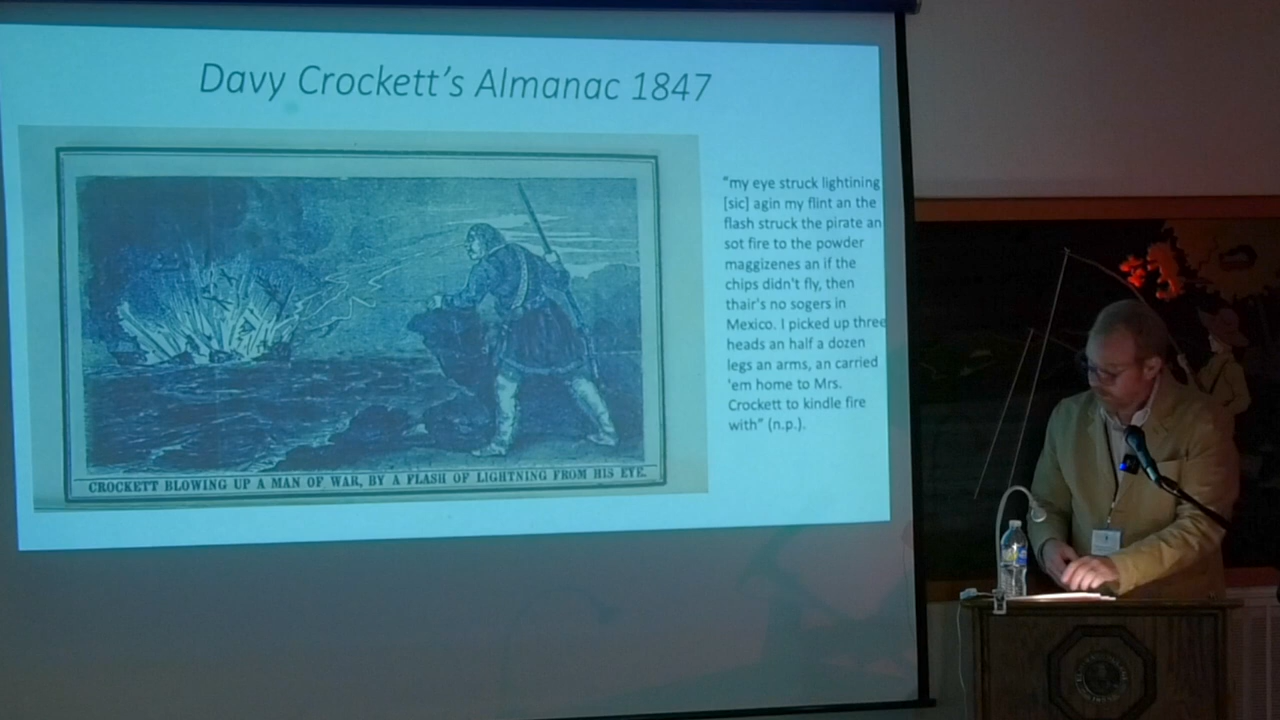 Davy Crockett's Almanac 1847
"my eye struck lightining
[sic] agin my flint an the
flash struck the pirate an
sot fire to the powder
maggizenes an if the
chips didn't fly, then
thair's no sogers in
Mexico. I picked up three
heads an half a dozen
legs an arms, an carried
'em home to Mrs.
Crockett to kindle fire
with" (n.p.).
CROCKETT BLOWING UP A MAN OF WAR, BY A FLASH OF LIGHTNING FROM HIS EYE.